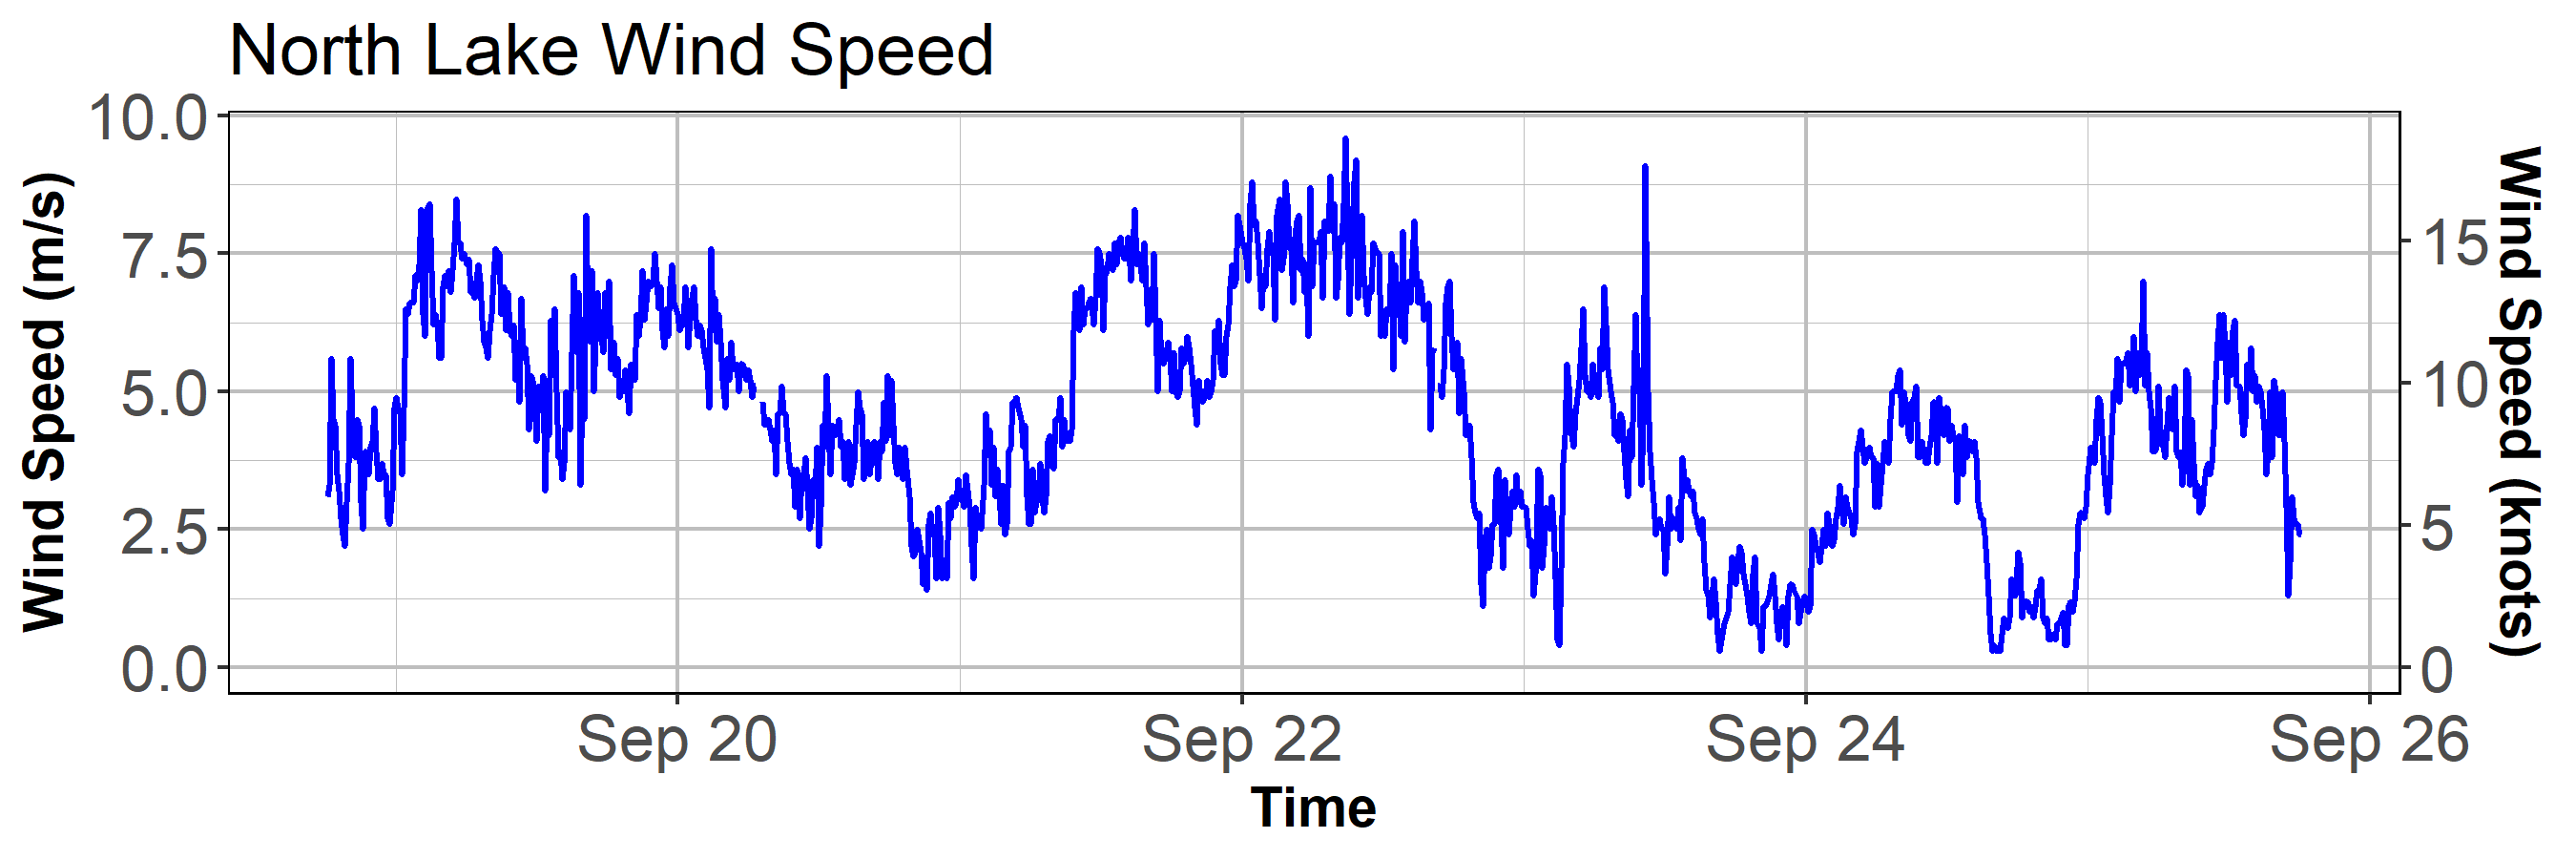 North Lake Wind Speed
Wind Speed (m/s)
10.0
7.5
5.0
2.5
0.0
Wind Speed (knots)
15
10
5
0
Sep 20
Sep 22
Sep 24
Sep 26
Time